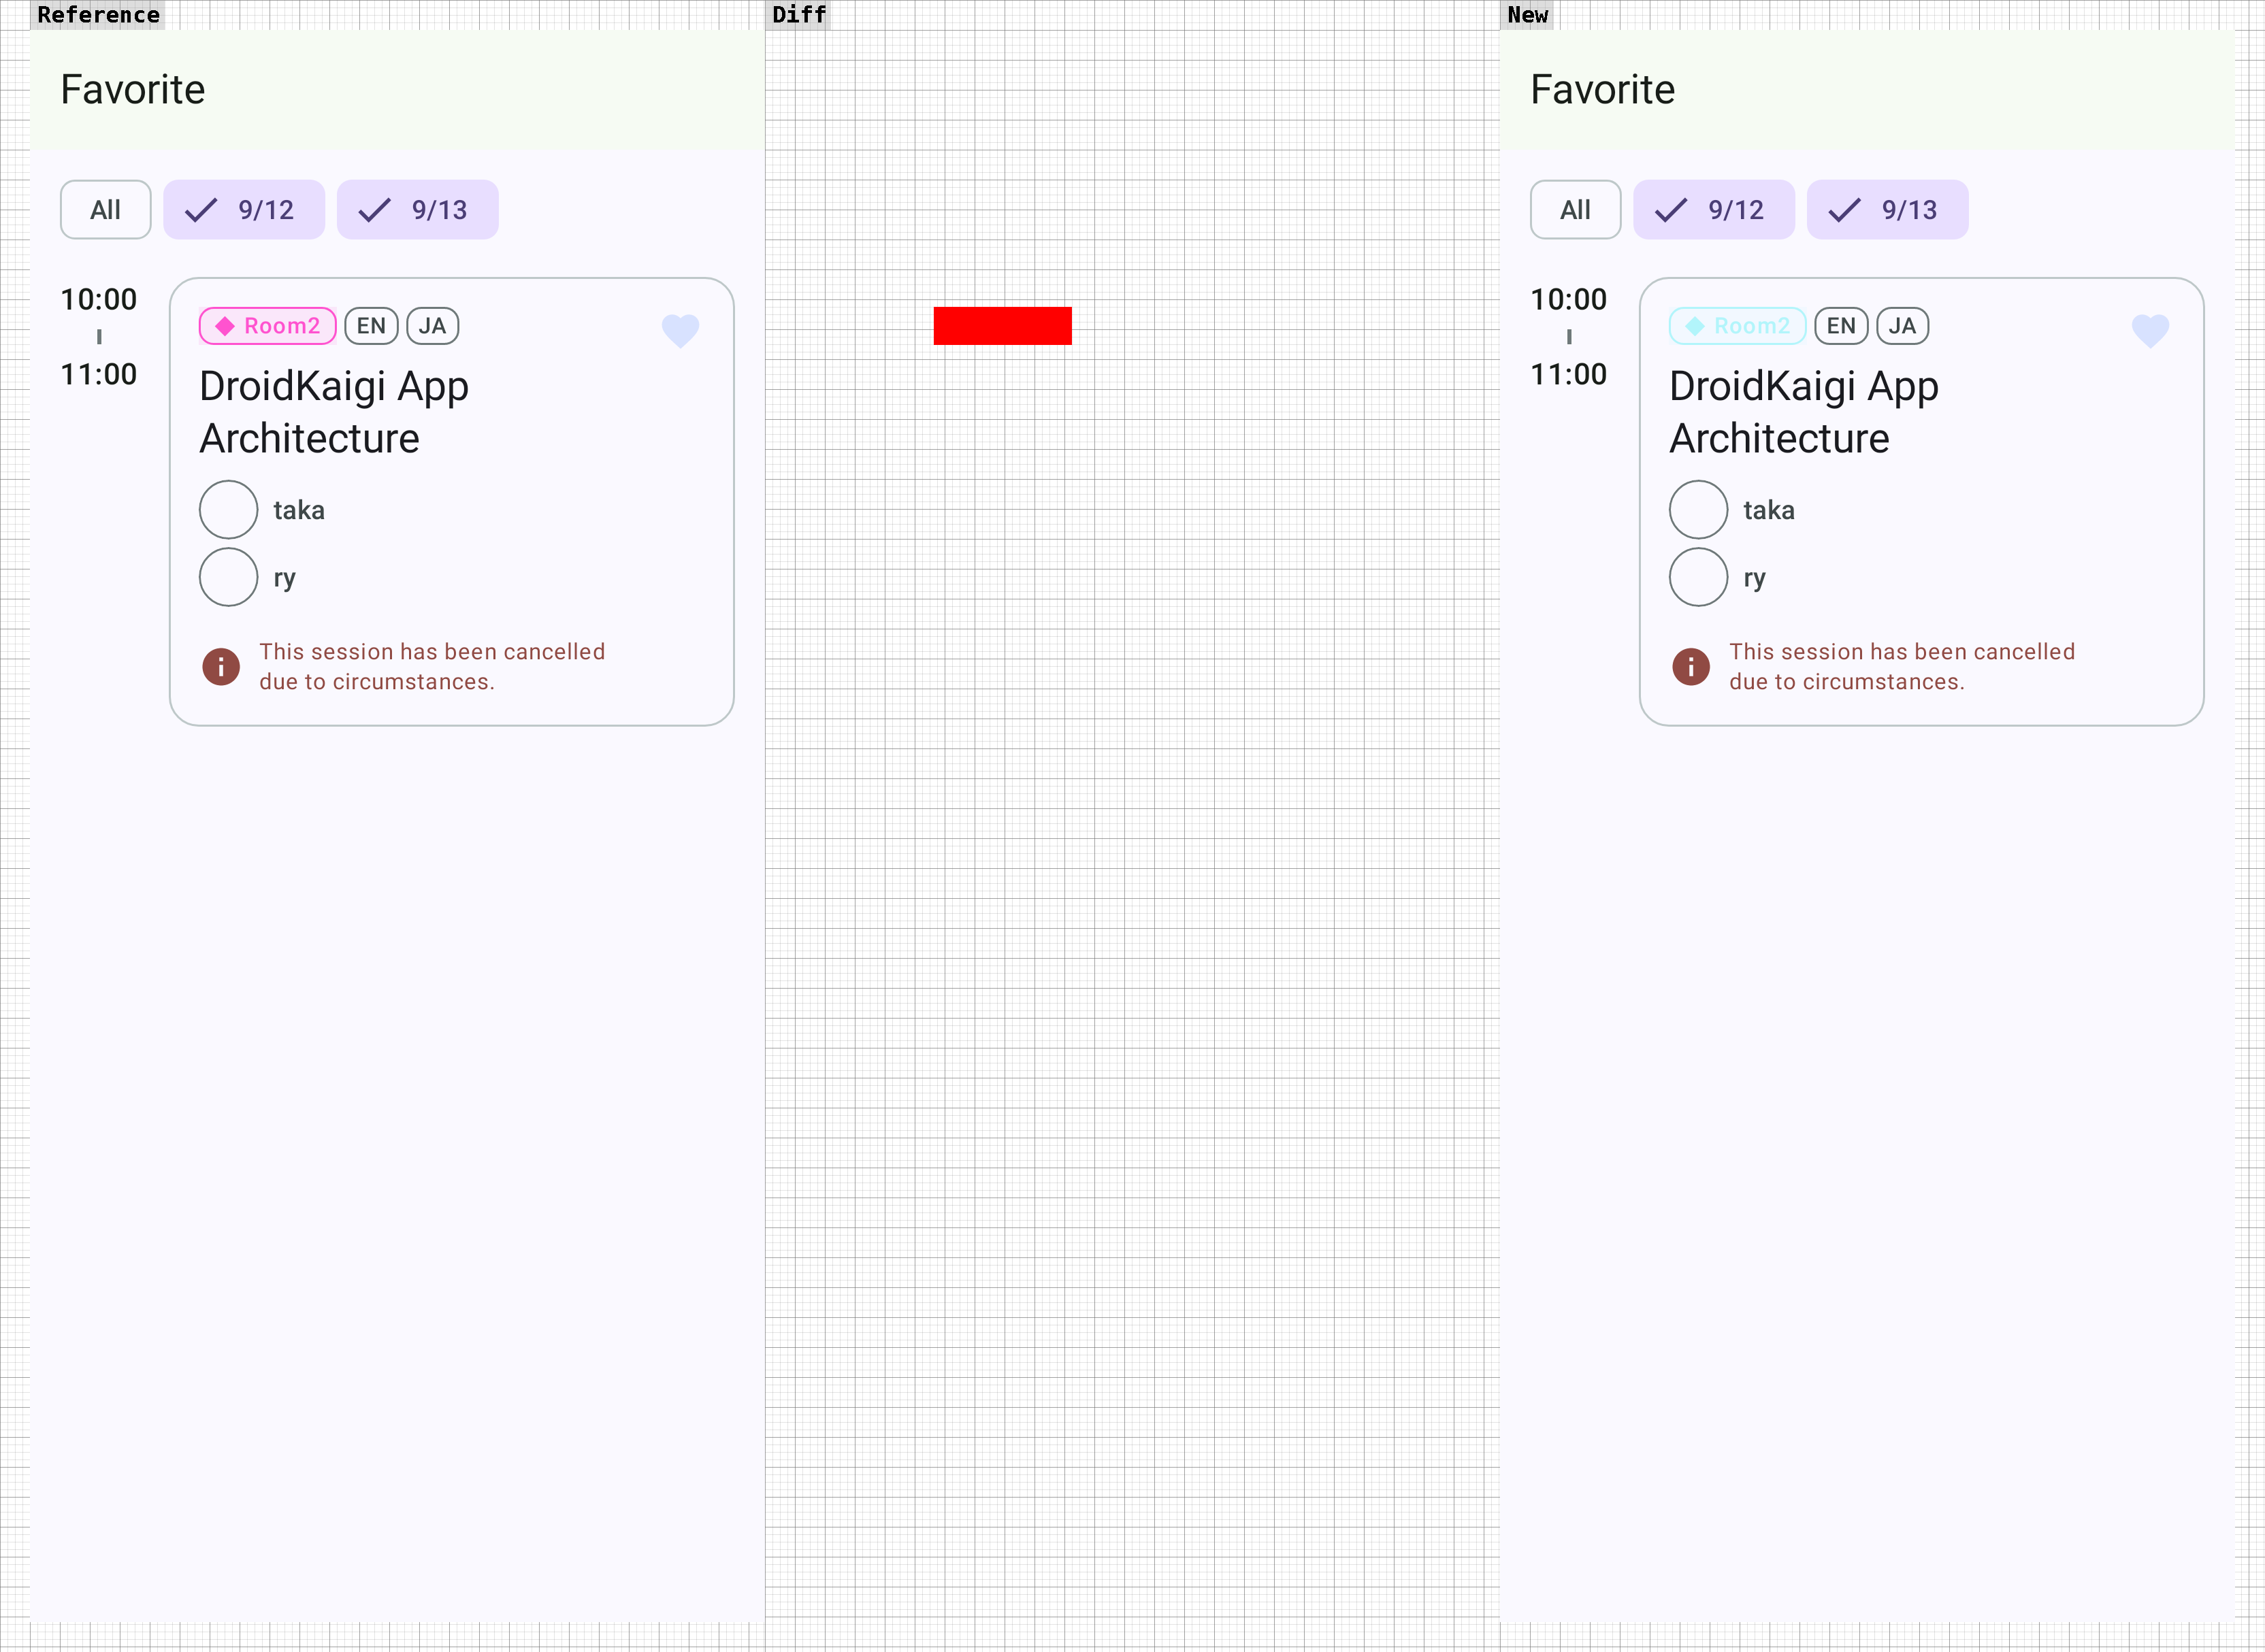 Reference
Favorite
All
9/12
9/13
10:00
11:00
Room2
EN
JA
DroidKaigi App
Architecture
taka
ry
This session has been cancelled
due to circumstances.
Diff
New
Favorite
All
9/12
9/13
10:00
11:00
Room2
EN
JA
DroidKaigi App
Architecture
taka
ry
This session has been cancelled
due to circumstances.